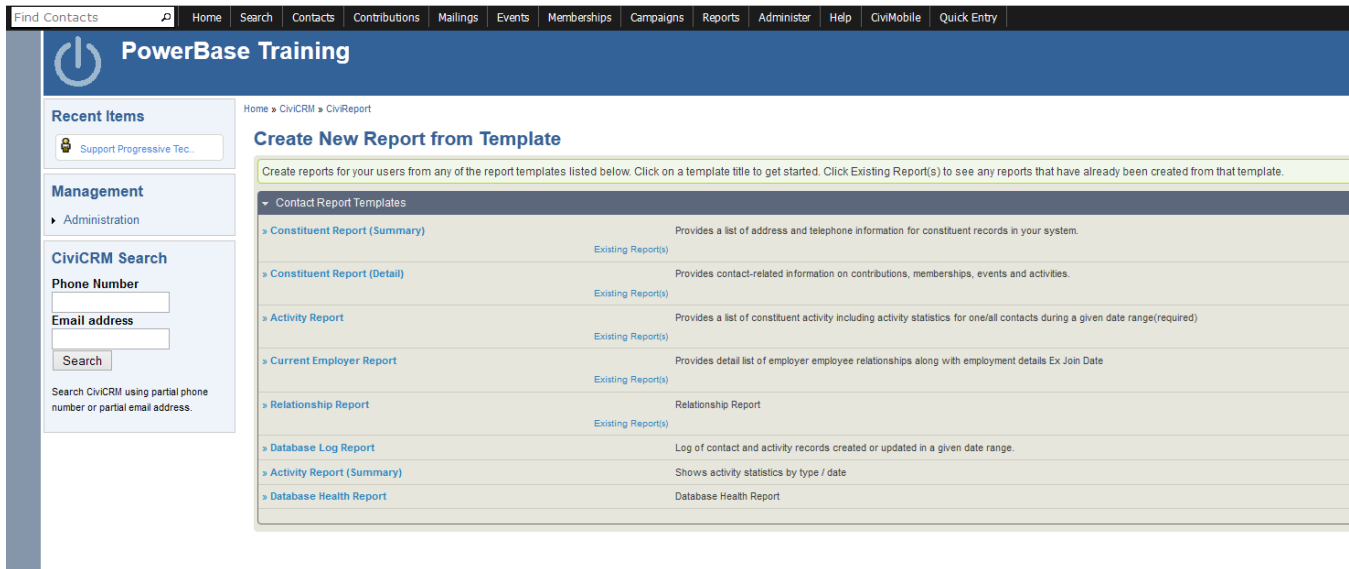 Find Contacts
Home Search Contacts Contributions Mailings Events Memberships Campaigns Reports Administer Help CiviMobile Quick Entry
PowerBase Training
Recent Items
Support Progressive Tec..
Management
Administration
CiviCRM Search
Phone Number
Email address
Search
Search CiviCRM using partial phone
number or partial email address.
Home » CiviCRM » CiviReport
Create New Report from Template
Create reports for your users from any of the report templates listed below. Click on a template title to get started. Click Existing Report(s) to see any reports that have already been created from that template.
Contact Report Templates
» Constituent Report (Summary) Provides a list of address and telephone information for constituent records in your system.
Existing Report(s)
» Constituent Report (Detail) Provides contact-related information on contributions, memberships, events and activities.
Existing Report(s)
» Activity Report Provides a list of constituent activity including activity statistics for one/all contacts during a given date range(required)
Existing Report(s)
» Current Employer Report Provides detail list of employer employee relationships along with employment details Ex Join Date
Existing Report(s)
» Relationship Report Relationship Report
Existing Report(s)
» Database Log Report Log of contact and activity records created or updated in a given date range.
» Activity Report (Summary) Shows activity statistics by type / date
» Database Health Report Database Health Report